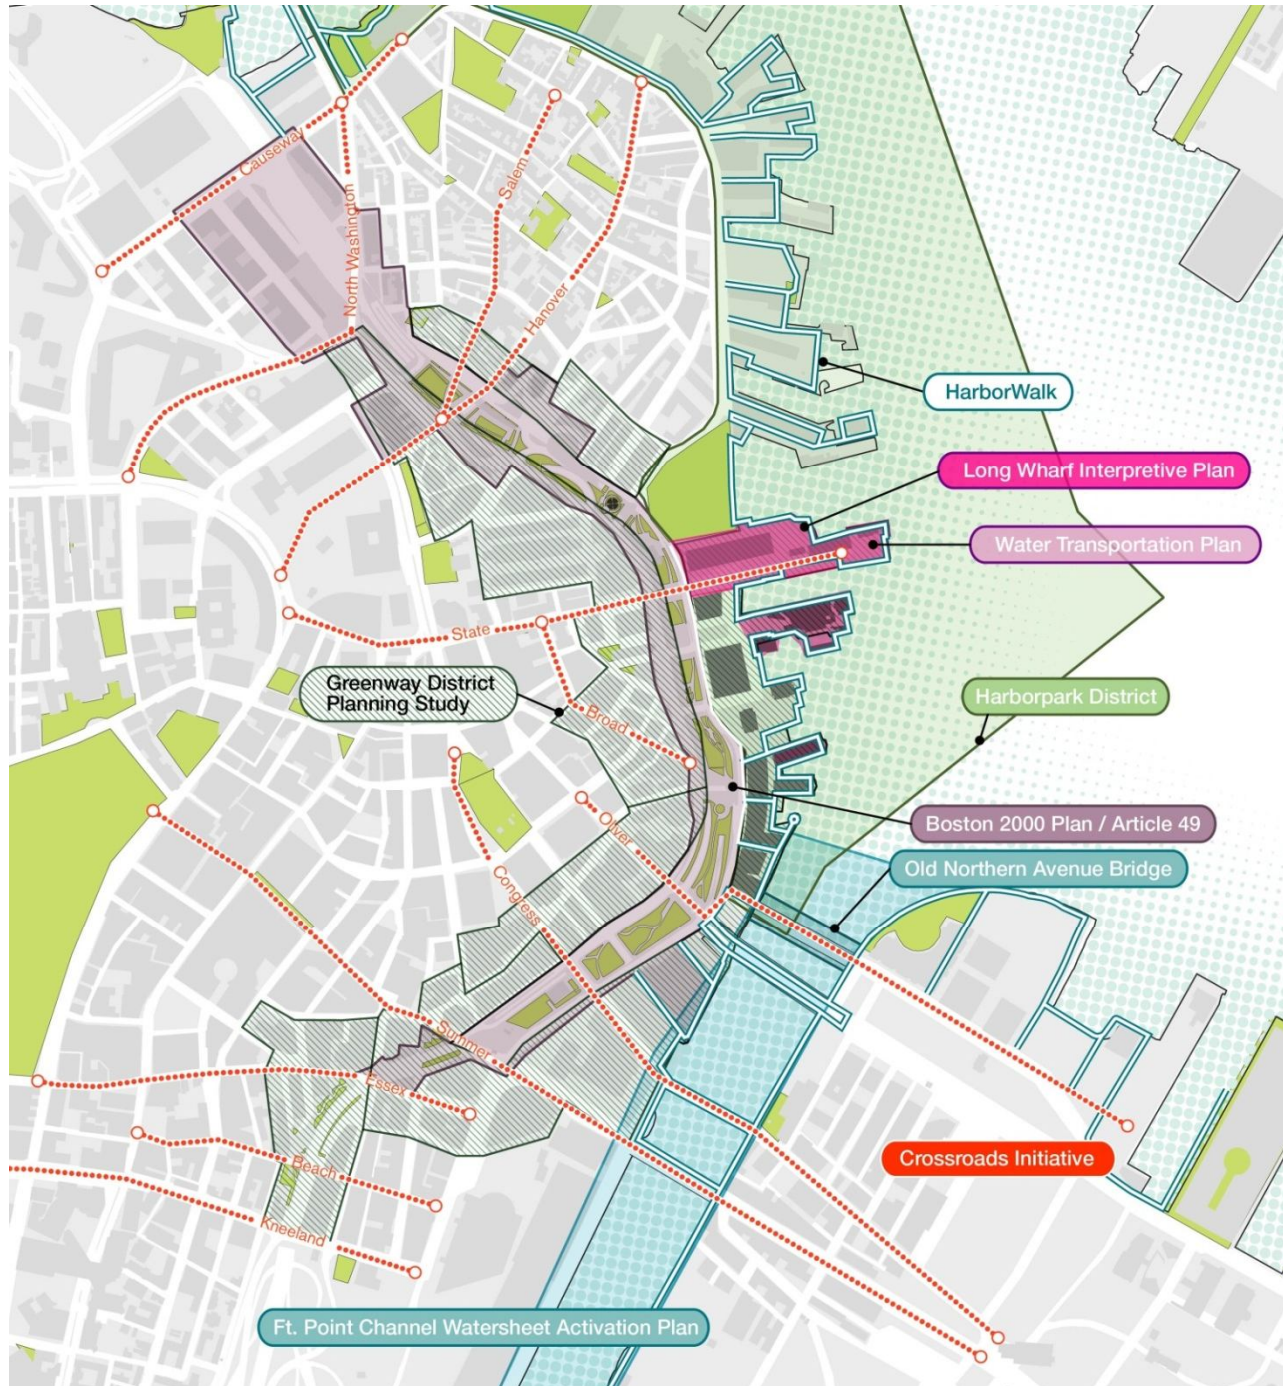 Causeway
Salem
North Washington
Hanover
HarborWalk
Long Wharf Interpretive Plan
Water Transportation Plan
State
Greenway District
Planning Study
Harborpark District
Broad
Boston 2000 Plan / Article 49
Oliver
Old Northern Avenue Bridge
Congress
Summer
Essex
Crossroads Initiative
Beach
Kneeland
Ft. Point Channel Watersheet Activation Plan